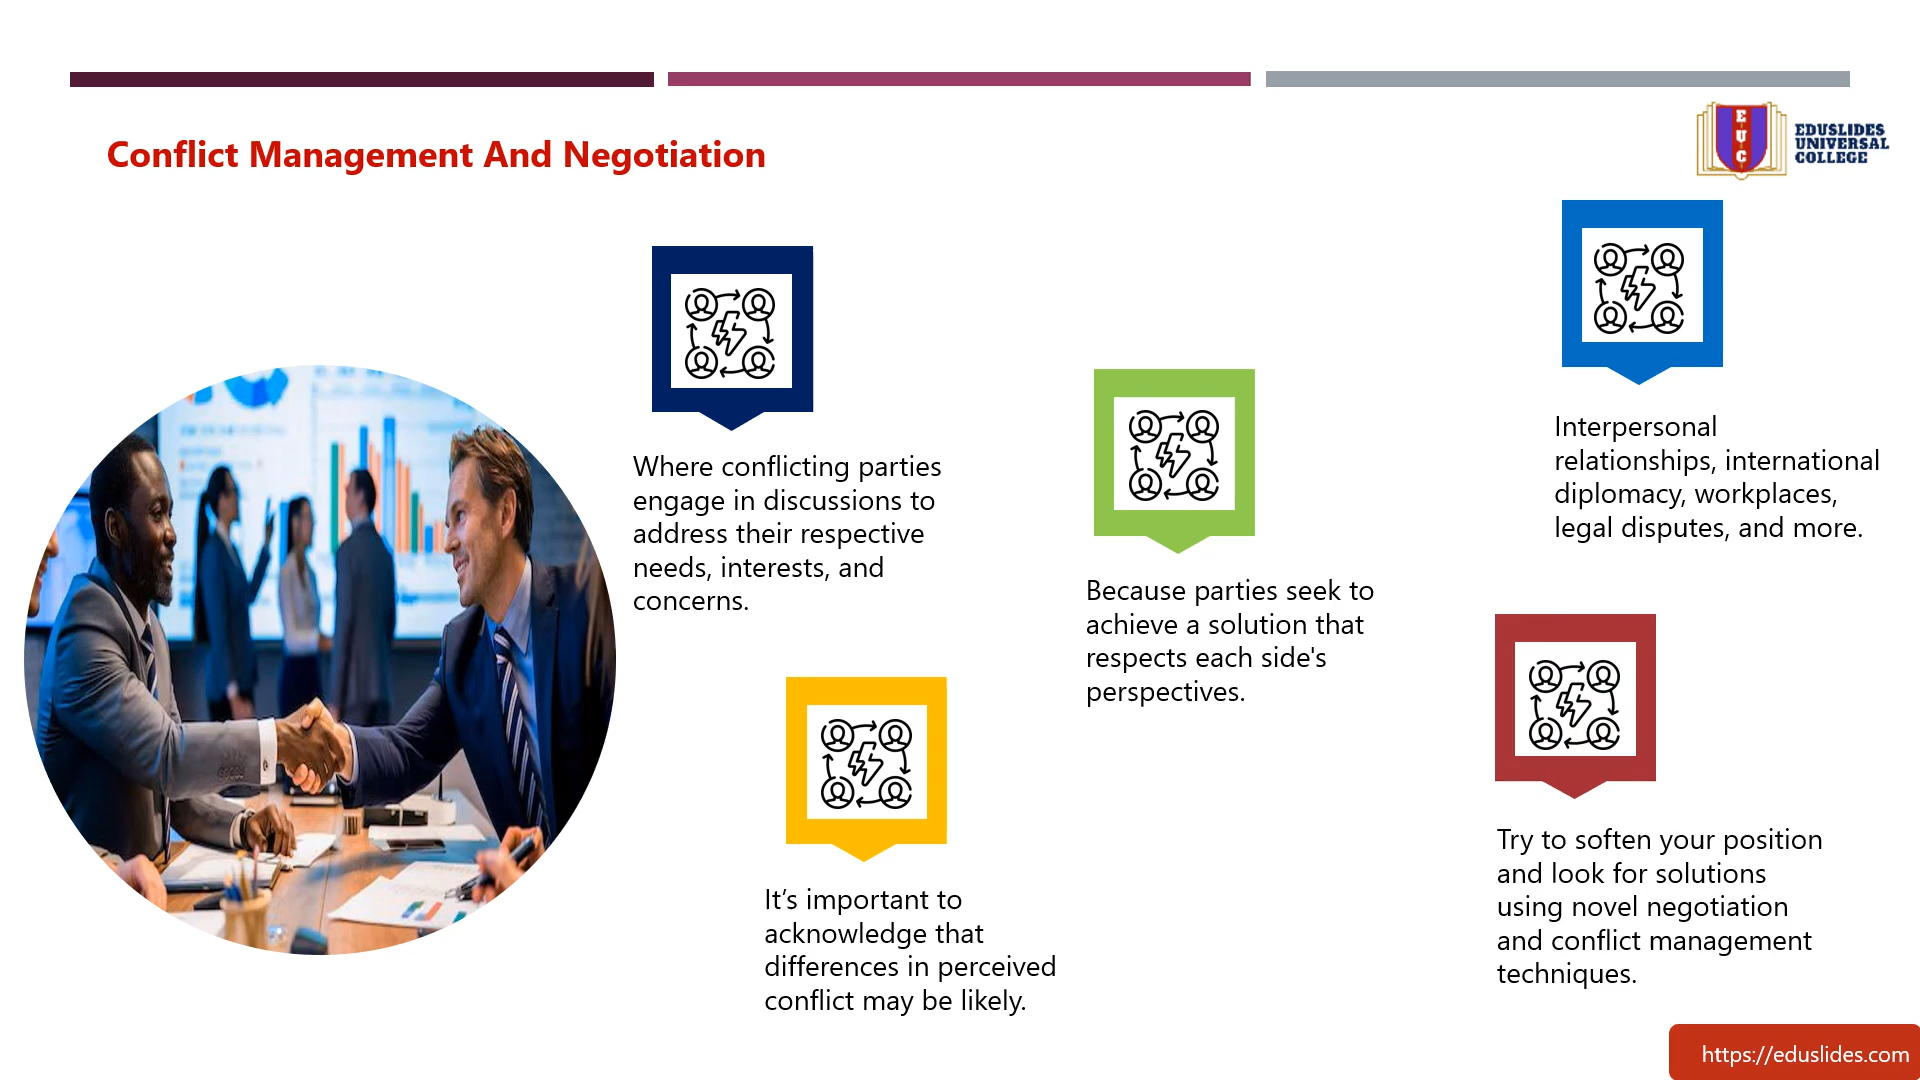 Conflict Management And Negotiation
E
U
C
EDUSLIDES
UNIVERSAL
COLLEGE
Where conflicting parties
engage in discussions to
address their respective
needs, interests, and
concerns.
It’s important to
acknowledge that
differences in perceived
conflict may be likely.
Because parties seek to
achieve a solution that
respects each side's
perspectives.
Interpersonal
relationships, international
diplomacy, workplaces,
legal disputes, and more.
Try to soften your position
and look for solutions
using novel negotiation
and conflict management
techniques.
https://eduslides.com